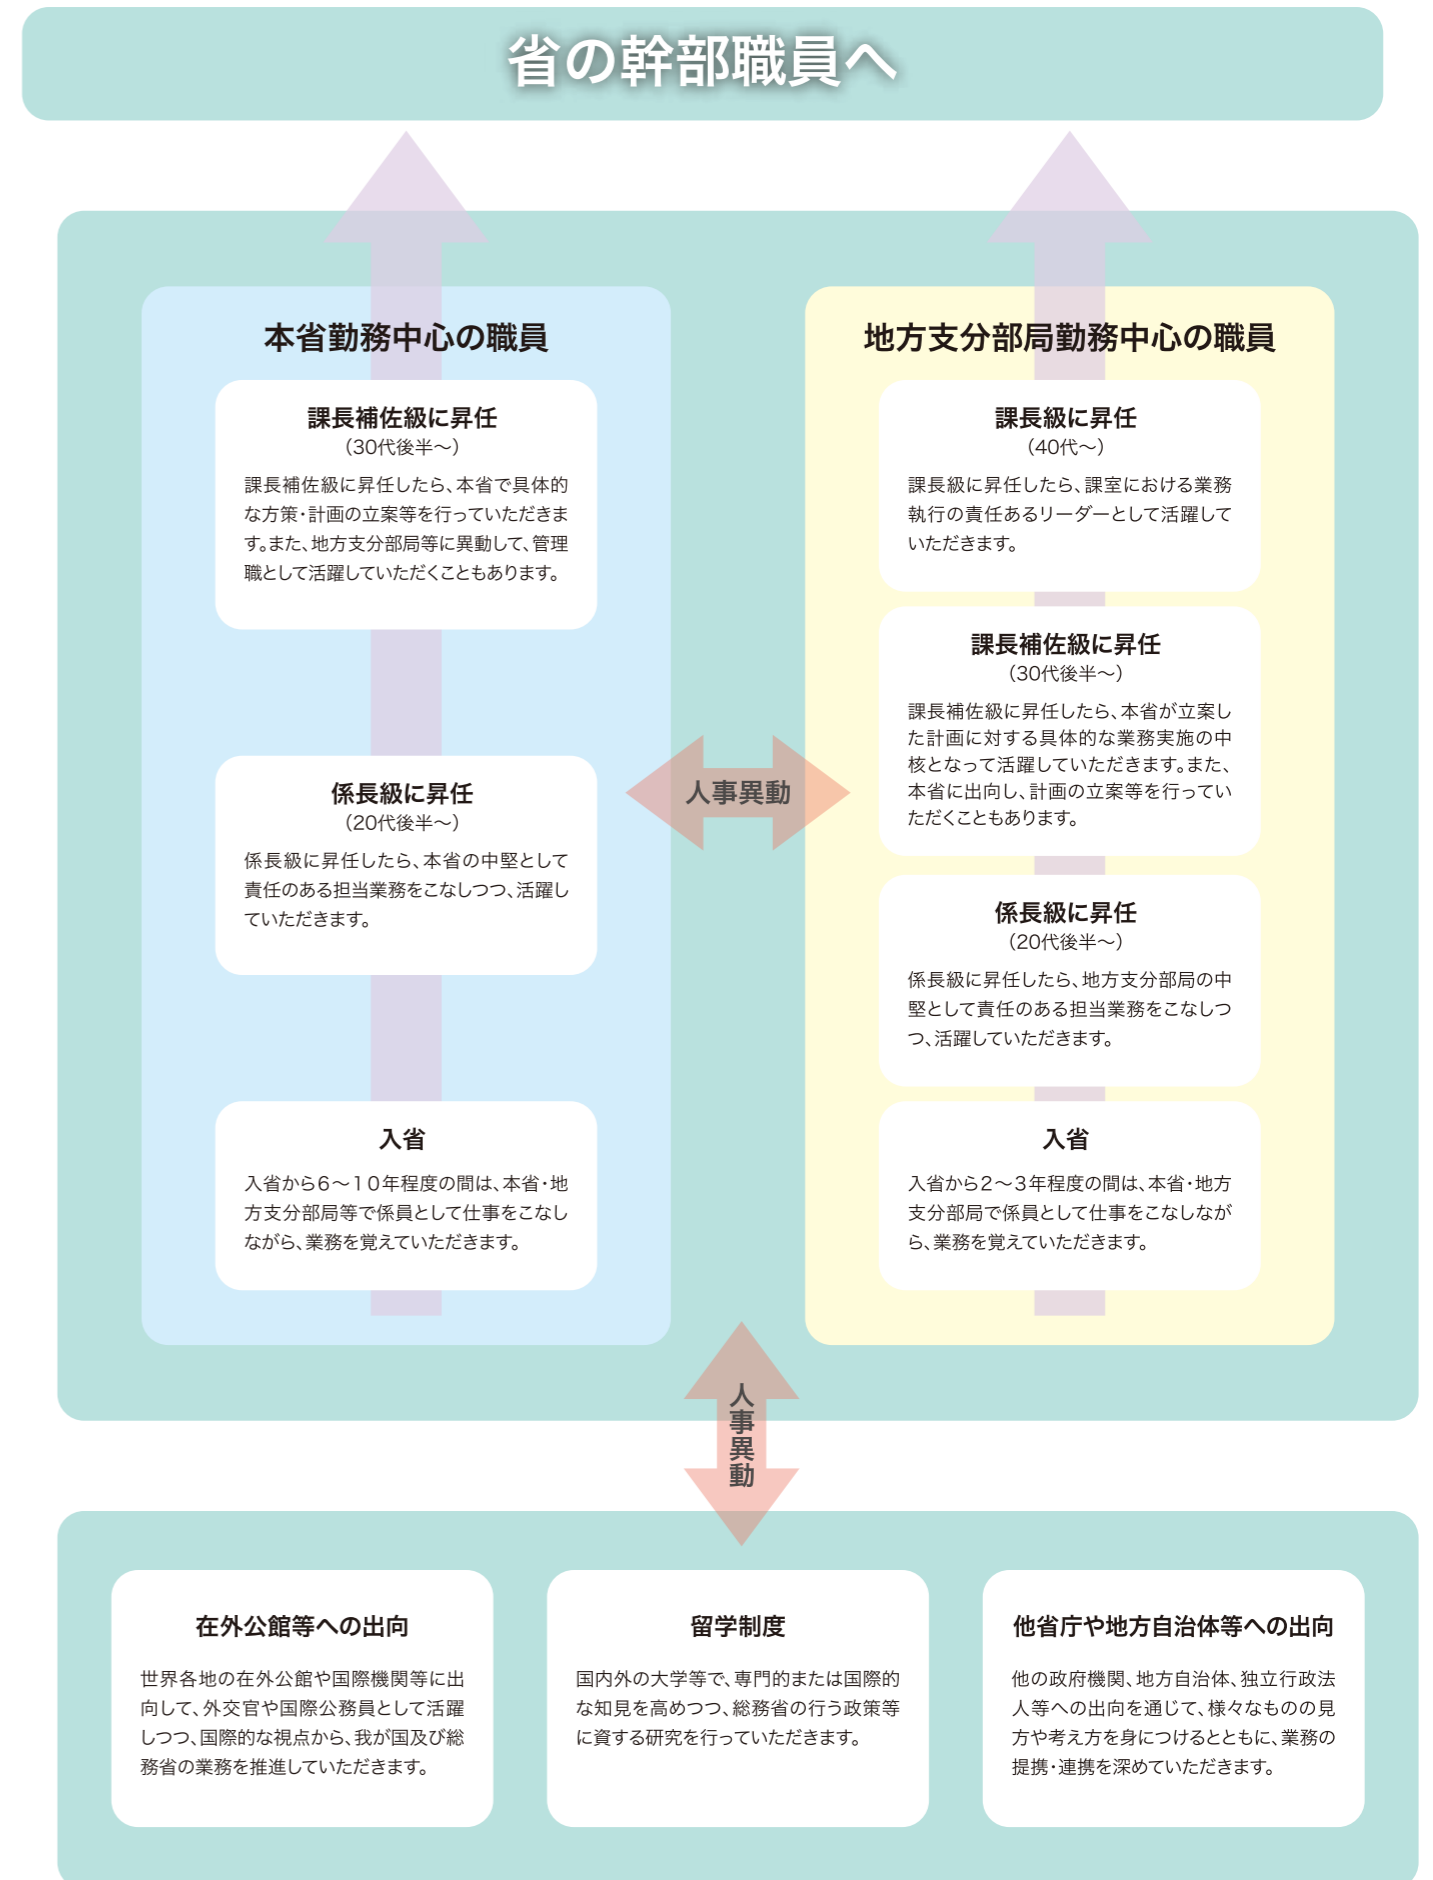 省の幹部職員へ
本省勤務中心の職員
課長補佐級に昇任
（30代後半～）
課長補佐級に昇任したら、本省で具体的
な方策・計画の立案等を行っていただきま
す。また、地方支分部局等に異動して、管理
職として活躍していただくこともあります。
係長級に昇任
（20代後半～）
係長級に昇任したら、本省の中堅として
責任のある担当業務をこなしつつ、活躍し
ていただきます。
入省
入省から6～10年程度の間は、本省・地
方支分部局等で係員として仕事をこなし
ながら、業務を覚えていただきます。
人事異動
地方支分部局勤務中心の職員
課長級に昇任
（40代～）
課長級に昇任したら、課室における業務
執行の責任あるリーダーとして活躍して
いただきます。
課長補佐級に昇任
（30代後半～）
課長補佐級に昇任したら、本省が立案し
た計画に対する具体的な業務実施の中
核となって活躍していただきます。また、
本省に出向し、計画の立案等を行ってい
ただくこともあります。
係長級に昇任
（20代後半～）
係長級に昇任したら、地方支分部局の中
堅として責任のある担当業務をこなしつ
つ、活躍していただきます。
入省
入省から2～3年程度の間は、本省・地方
支分部局で係員として仕事をこなしなが
ら、業務を覚えていただきます。
人事異動
在外公館等への出向
世界各地の在外公館や国際機関等に出
向して、外交官や国際公務員として活躍
しつつ、国際的な視点から、我が国及び総
務省の業務を推進していただきます。
留学制度
国内外の大学等で、専門的または国際的
な知見を高めつつ、総務省の行う政策等
に資する研究を行っていただきます。
他省庁や地方自治体等への出向
他の政府機関、地方自治体、独立行政法
人等への出向を通じて、様々なものの見
方や考え方を身につけるとともに、業務の
提携・連携を深めていただきます。